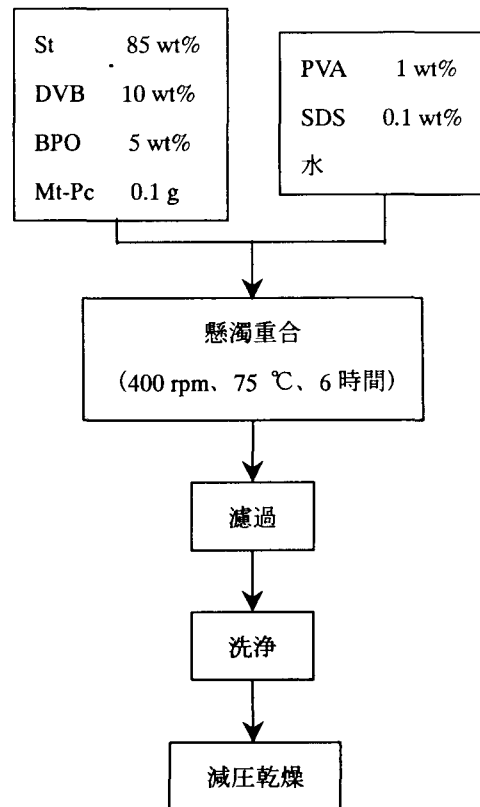 St 85 wt%
DVB 10 wt%
BPO 5 wt%
Mt-Pc 0.1 g
PVA 1 wt%
SDS 0.1 wt%
水
懸濁重合
(400 rpm、75 ℃、6 時間)
濾過
洗浄
減圧乾燥